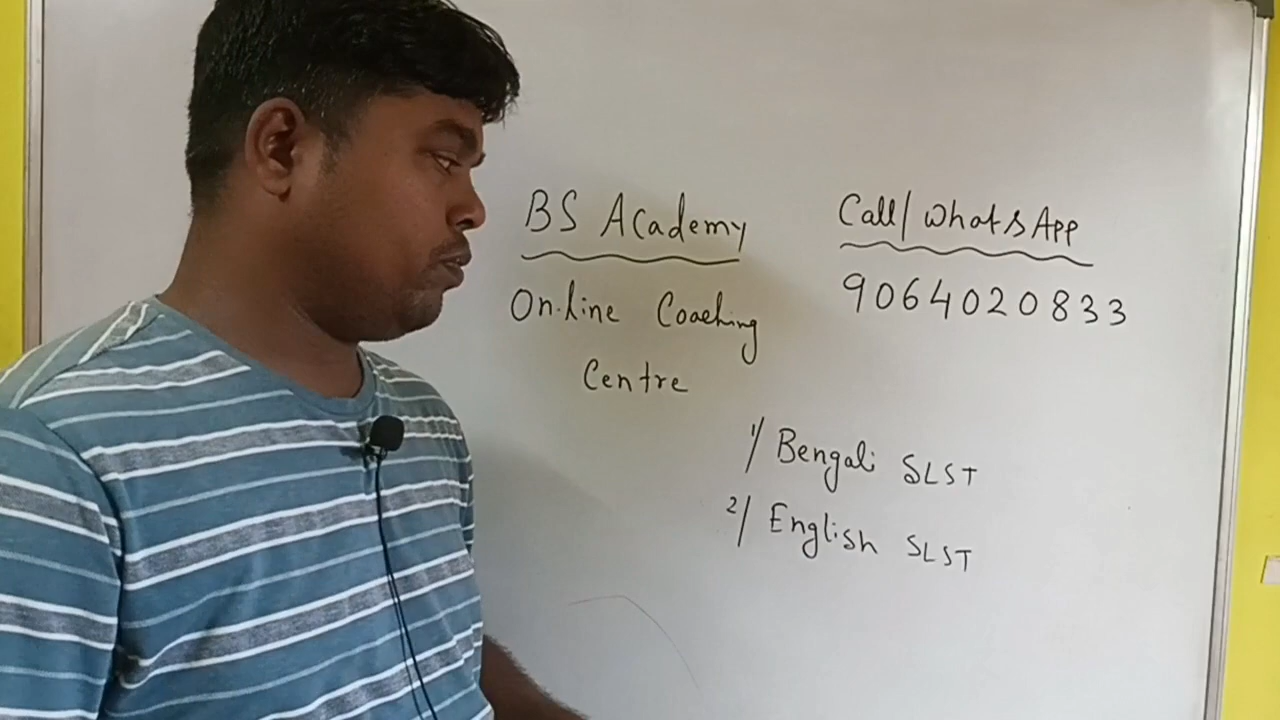 BS Academy
On-line Coaching
Centre
Call/WhatsApp
9064020833
1/ Bengali SLST
2/ English SLST